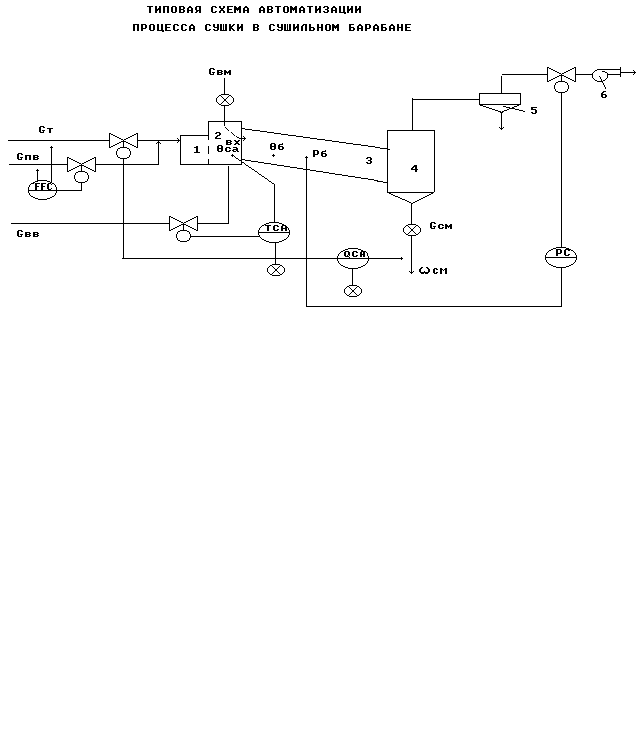 ТИПОВАЯ СХЕМА АВТОМАТИЗАЦИИ
ПРОЦЕССА СУШКИ В СУШИЛЬНОМ БАРАБАНЕ
Gвм
6
5
Gт
2
вх
θса
θб
Pб
3
1
4
Gпв
FFC
Gвв
TCA
Gсм
QCA
PC
ωсм